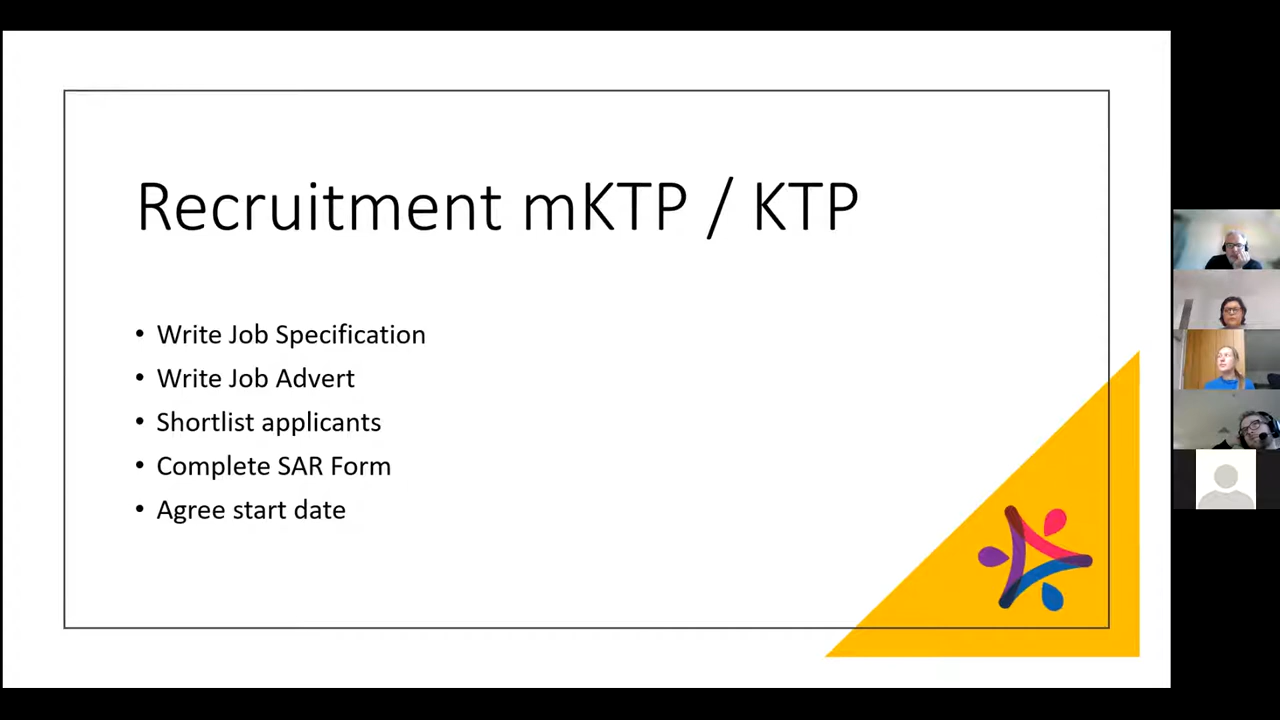 Recruitment mKTP / KTP
• Write Job Specification
• Write Job Advert
• Shortlist applicants
• Complete SAR Form
• Agree start date